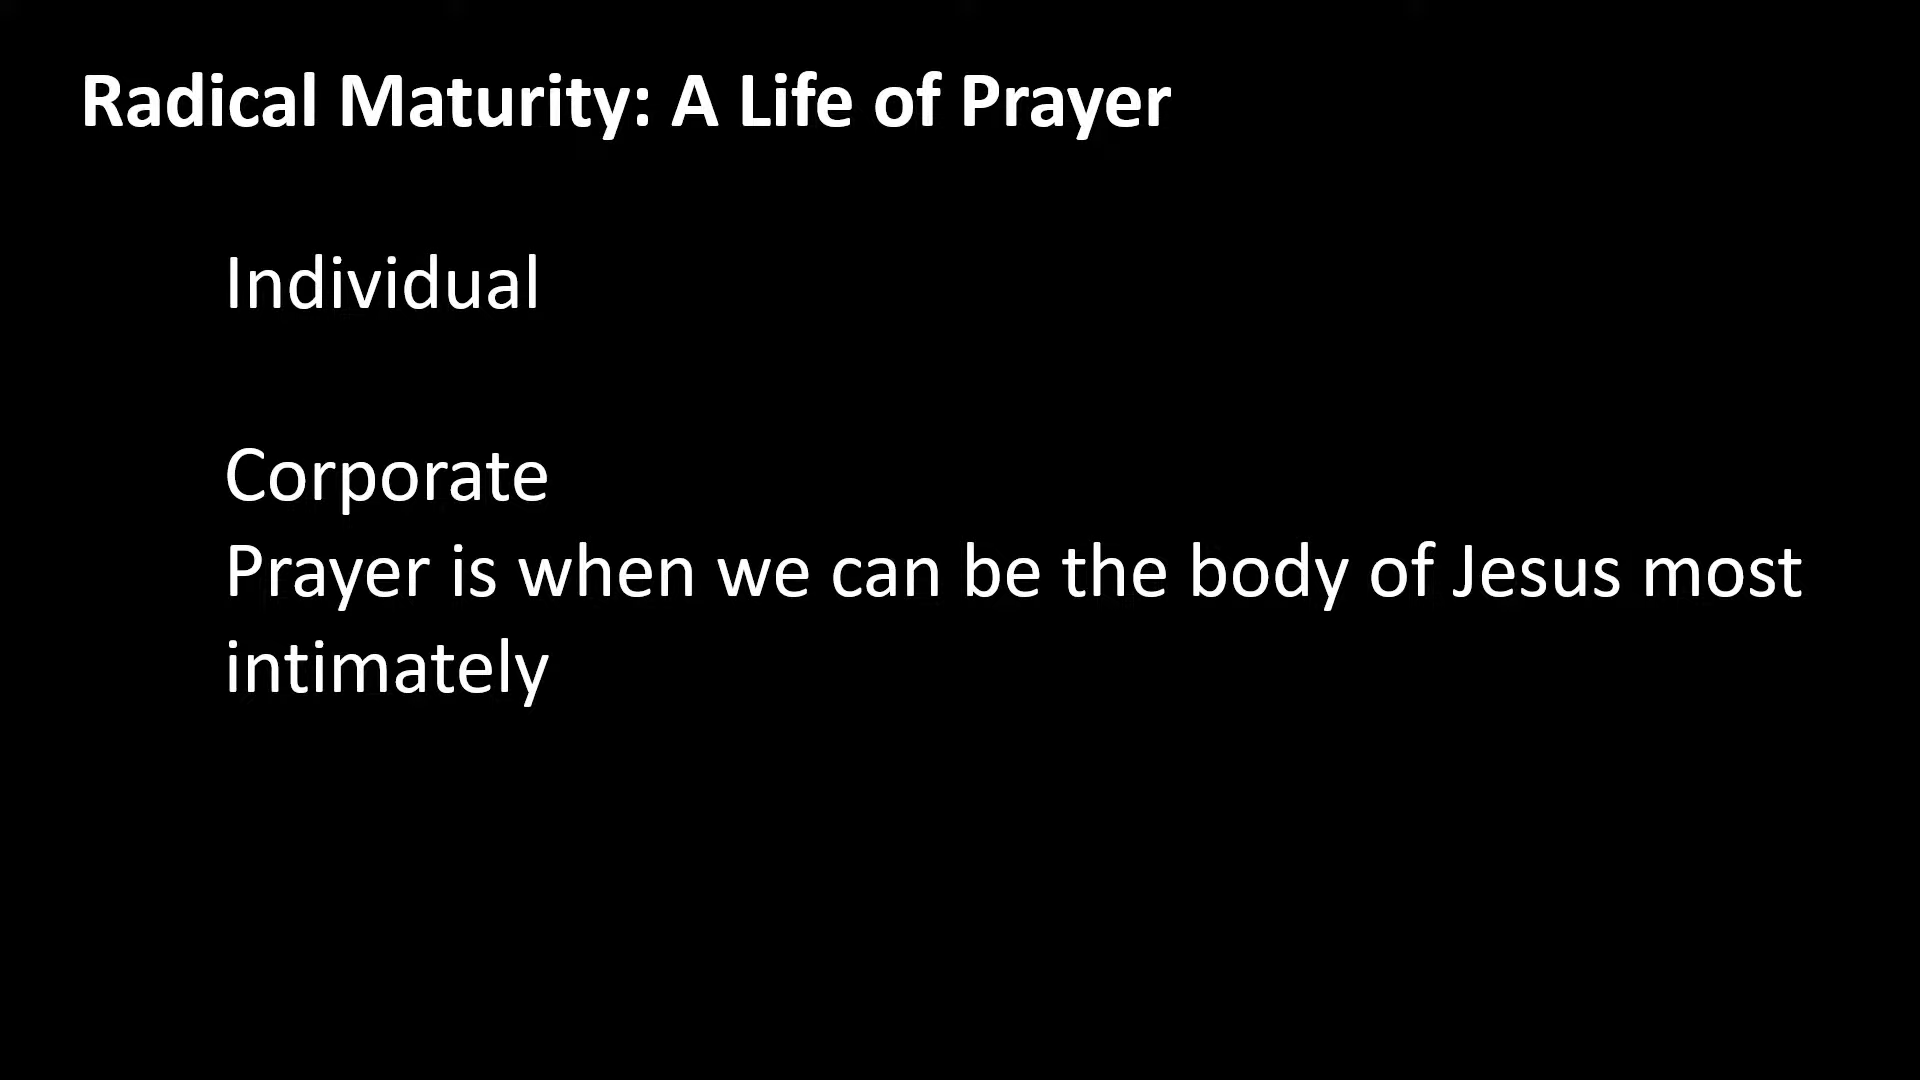 Radical Maturity: A Life of Prayer
Individual
Corporate
Prayer is when we can be the body of Jesus most
intimately